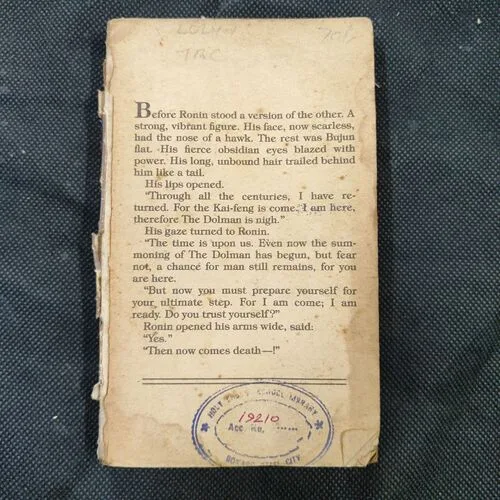 TRC
Before Ronin stood a version of the other. A
strong, vibrant figure. His face, now scarless,
had the nose of a hawk. The rest was Bujun
flat. His fierce obsidian eyes blazed with
power. His long, unbound hair trailed behind
him like a tail.
His lips opened.
“Through all the centuries, I have re-
turned. For the Kai-feng is come. I am here,
therefore The Dolman is nigh.”
His gaze turned to Ronin.
“The time is upon us. Even now the sum-
moning of The Dolman has begun, but fear
not, a chance for man still remains, for you
are here.
“But now you must prepare yourself for
your ultimate step. For I am come; I am
ready. Do you trust yourself?”
Ronin opened his arms wide, said:
“Yes.”
“Then now comes death—!”
HOLY SCHOOL LIBRARY
19210
Acc. No. ......
CITY